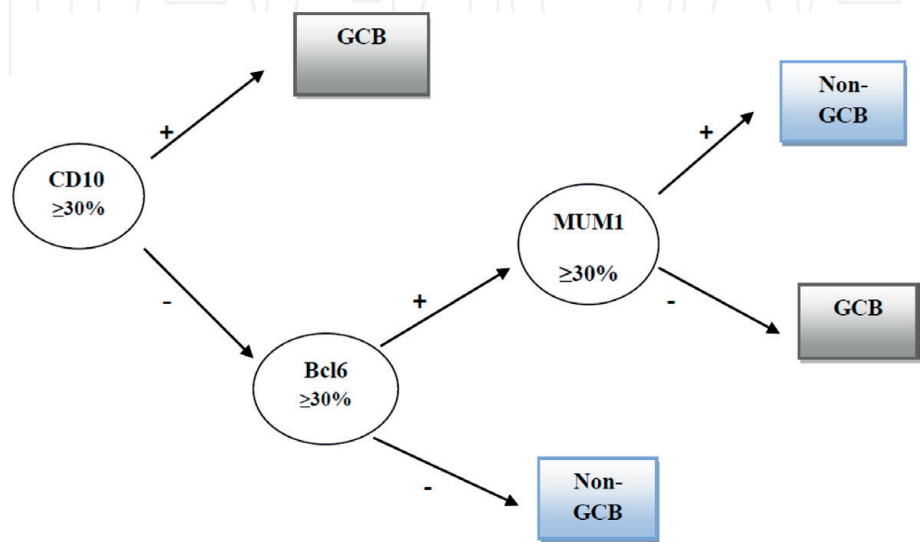 GCB
+
CD10
≥30%
-
Bcl6
≥30%
+
MUM1
≥30%
+
Non-
GCB
-
GCB
-
Non-
GCB